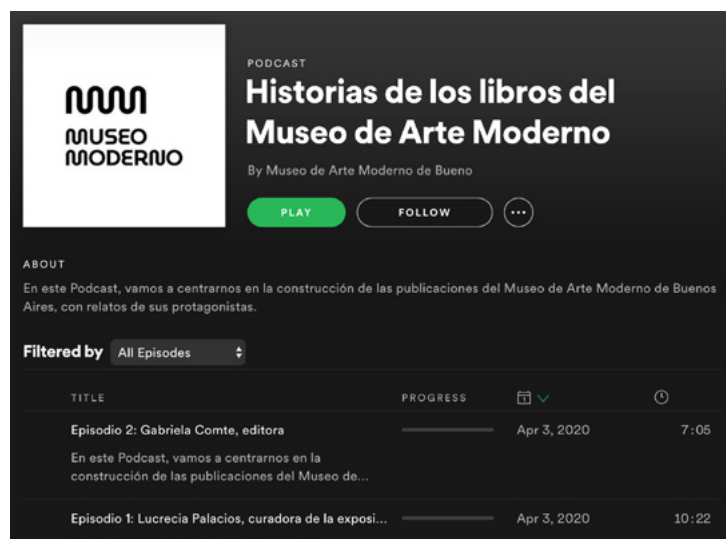 MUSEO
MODERNO
PODCAST
Historias de los libros del
Museo de Arte Moderno
By Museo de Arte Moderno de Bueno
PLAY
FOLLOW
ABOUT
En este Podcast, vamos a centrarnos en la construcción de las publicaciones del Museo de Arte Moderno de Buenos
Aires, con relatos de sus protagonistas.
Filtered by All Episodes
TITLE PROGRESS
Episodio 2: Gabriela Comte, editora Apr 3, 2020 7:05
En este Podcast, vamos a centrarnos en la
construcción de las publicaciones del Museo de...
Episodio 1: Lucrecia Palacios, curadora de la exposi... Apr 3, 2020 10:22